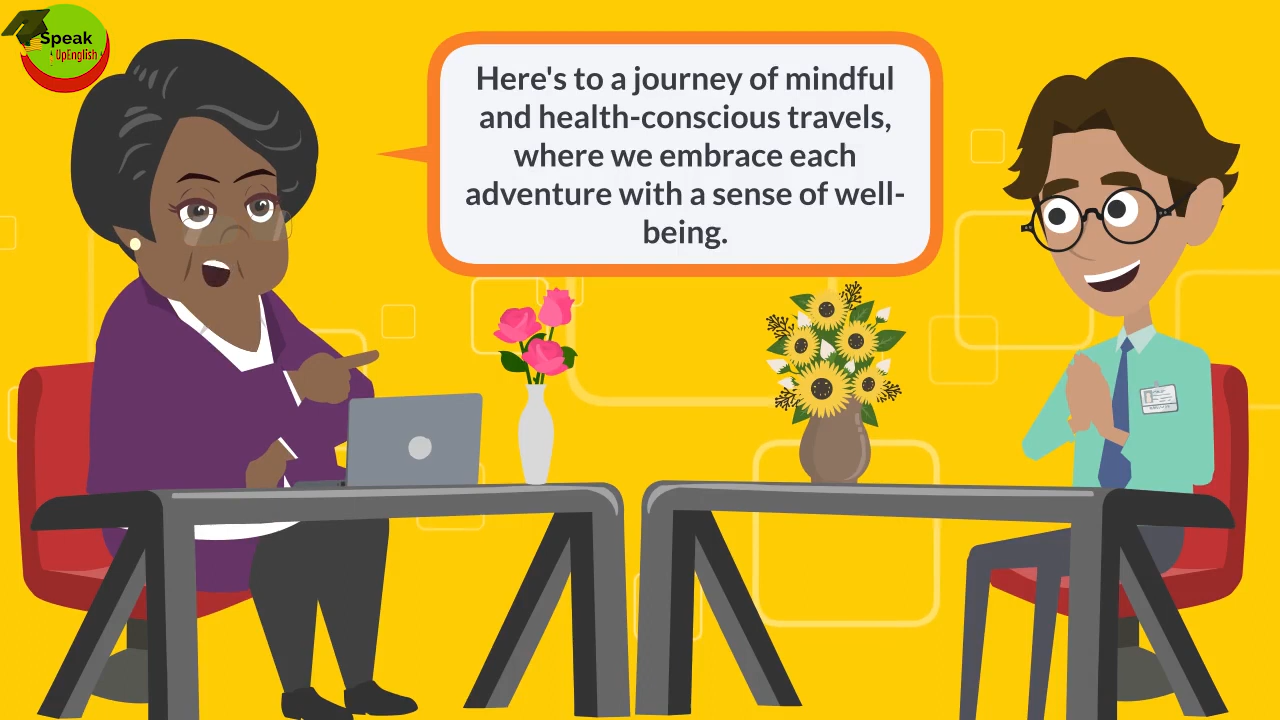 Speak
UpEnglish
Here's to a journey of mindful
and health-conscious travels,
where we embrace each
adventure with a sense of well-
being.